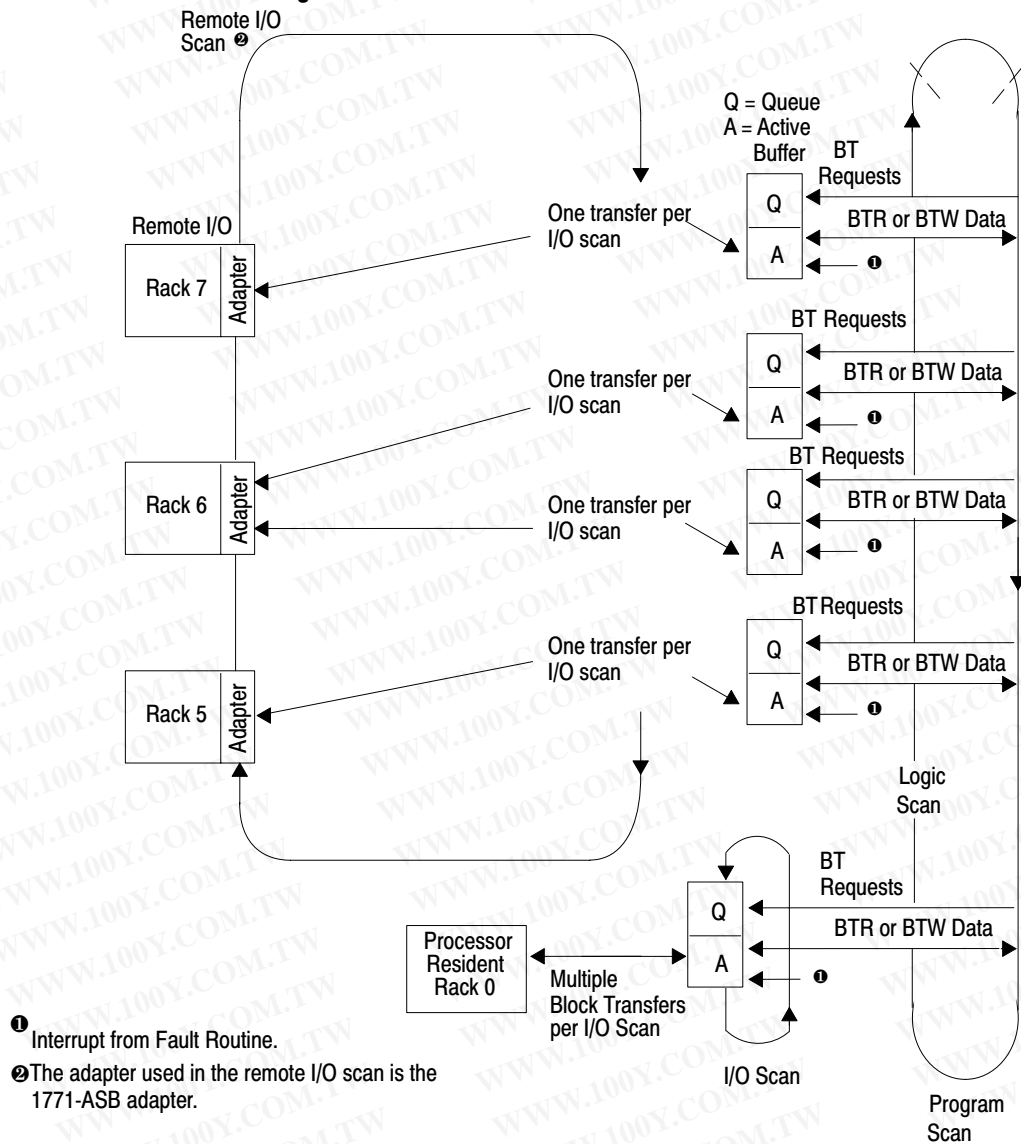 Remote I/O
Scan ❷
Q = Queue
A = Active
Buffer
BT
Requests
Q
BTR or BTW Data
A
❶
Remote I/O
Rack 7
Adapter
One transfer per
I/O scan
BT Requests
Q
BTR or BTW Data
A
❶
One transfer per
I/O scan
BT Requests
Rack 6
Adapter
One transfer per
I/O scan
Q
BTR or BTW Data
A
❶
BT Requests
One transfer per
I/O scan
Q
BTR or BTW Data
A
❶
Rack 5
Adapter
Logic
Scan
BT
Requests
Q
BTR or BTW Data
A
❶
Processor
Resident
Rack 0
Multiple
Block Transfers
per I/O Scan
I/O Scan
Program
Scan
❶
Interrupt from Fault Routine.
❷The adapter used in the remote I/O scan is the
1771-ASB adapter.
WWW.100Y.COM.TW